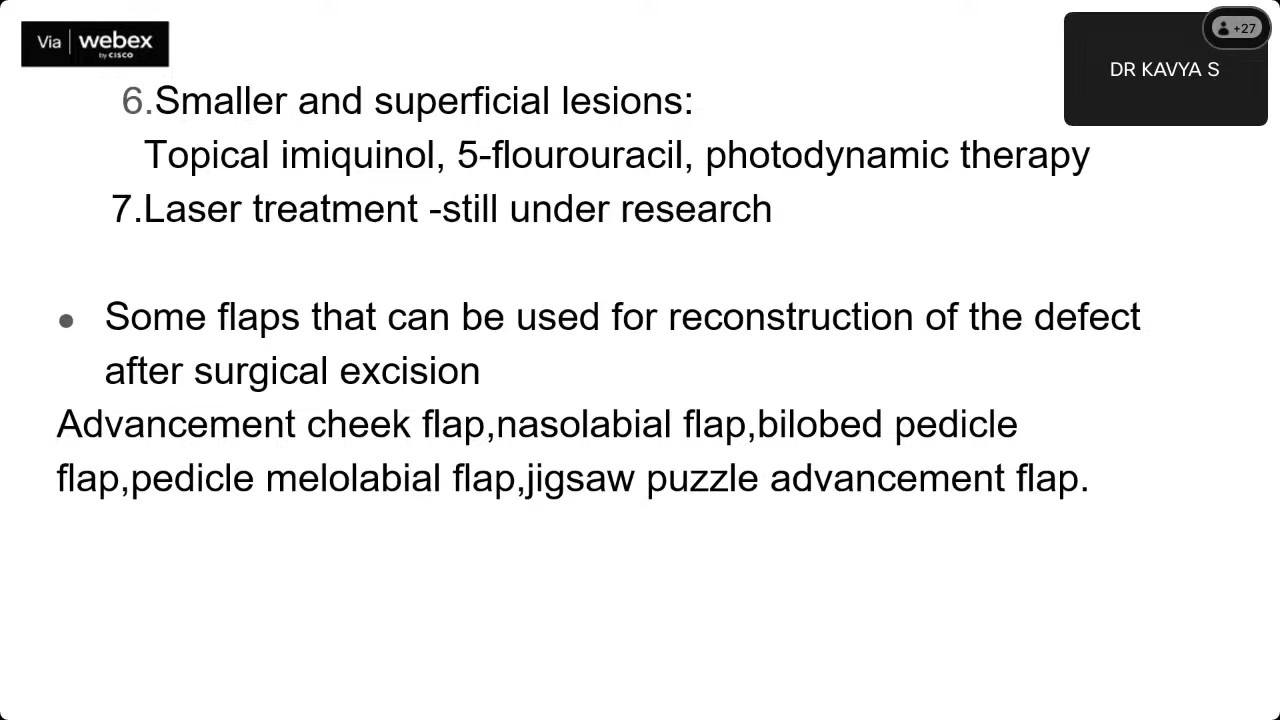 Via webex
by CISCO
+27
DR KAVYA S
6.Smaller and superficial lesions:
Topical imiquinol, 5-flourouracil, photodynamic therapy
7.Laser treatment -still under research
● Some flaps that can be used for reconstruction of the defect
after surgical excision
Advancement cheek flap,nasolabial flap,bilobed pedicle
flap,pedicle melolabial flap,jigsaw puzzle advancement flap.